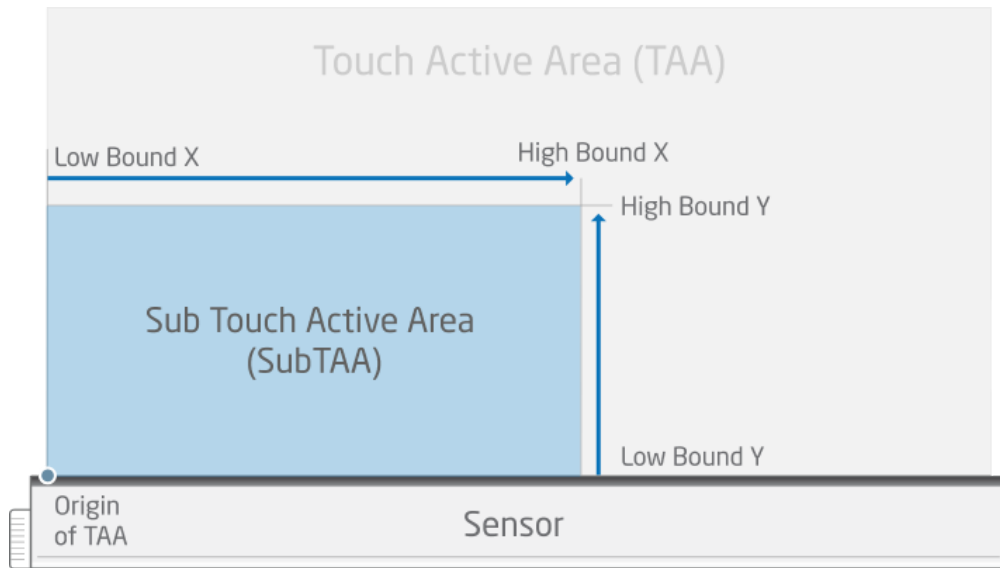 Touch Active Area (TAA)
Low Bound X
High Bound X
High Bound Y
Sub Touch Active Area
(SubTAA)
Low Bound Y
Origin
of TAA
Sensor